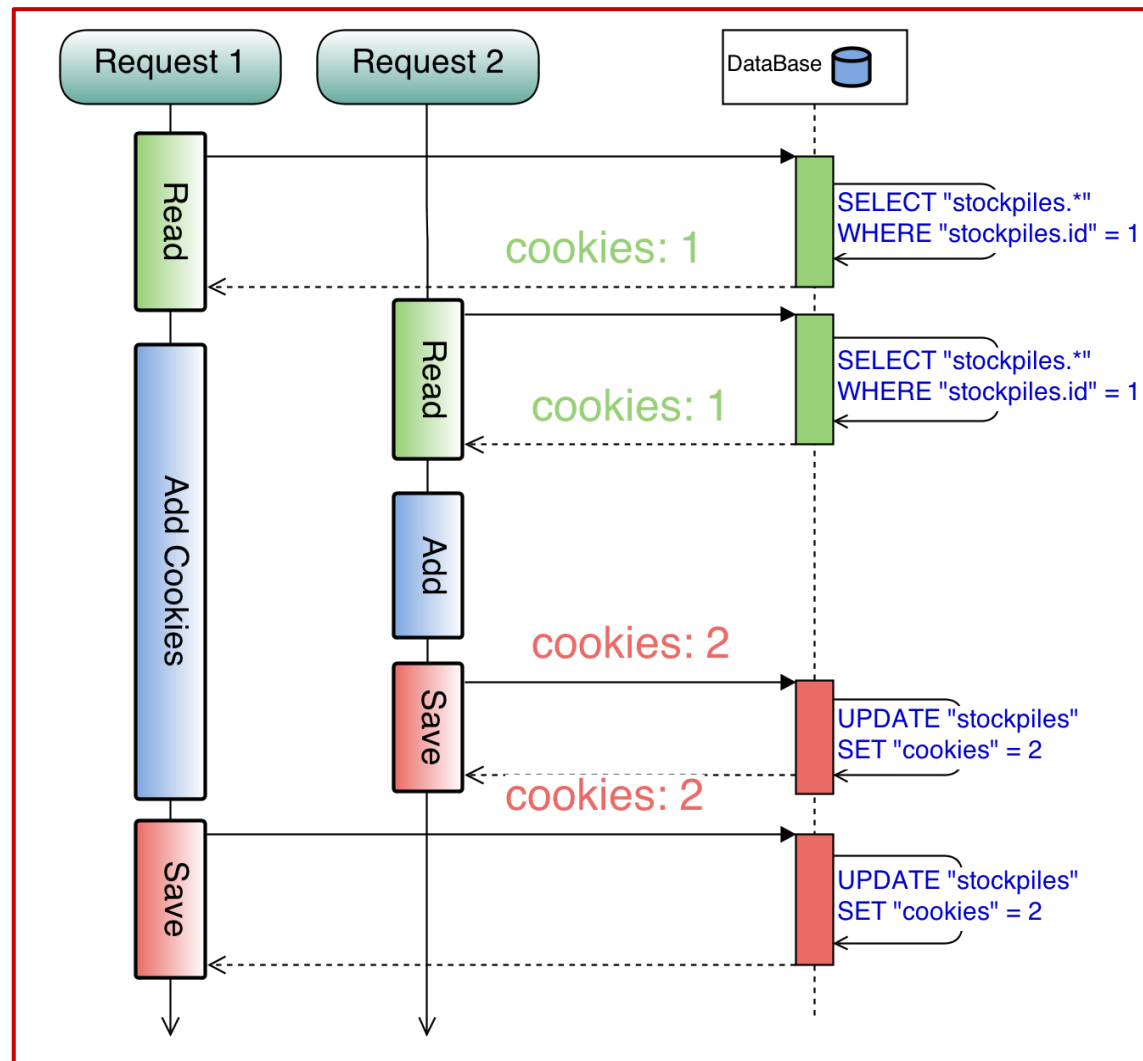 Request 1
Request 2
DataBase
Read
SELECT "stockpiles.*"
WHERE "stockpiles.id" = 1
cookies: 1
Read
SELECT "stockpiles.*"
WHERE "stockpiles.id" = 1
cookies: 1
Add Cookies
Add
cookies: 2
Save
UPDATE "stockpiles"
SET "cookies" = 2
cookies: 2
Save
UPDATE "stockpiles"
SET "cookies" = 2